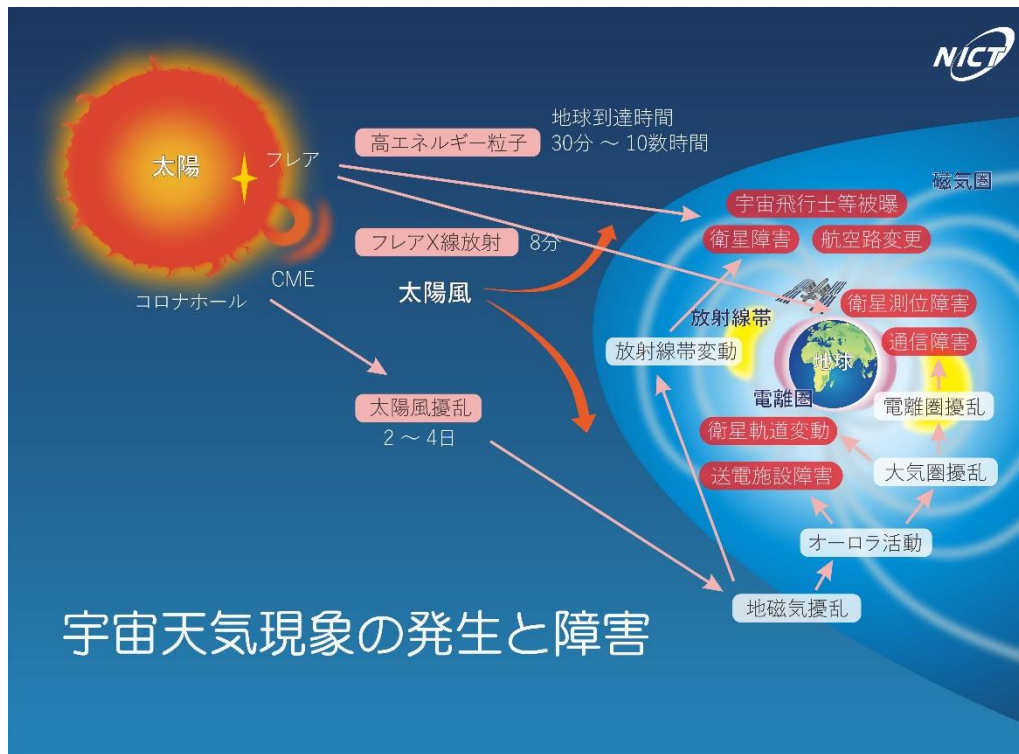 NICT
太陽
フレア
高エネルギー粒子
地球到達時間
30分 ～ 10数時間
磁気圏
宇宙飛行士等被曝
衛星障害
航空路変更
フレアX線放射
8分
CME
コロナホール
太陽風
衛星測位障害
放射線帯
通信障害
放射線帯変動
地球
電離圏
電離圏擾乱
太陽風擾乱
2 ～ 4日
衛星軌道変動
大気圏擾乱
送電施設障害
オーロラ活動
地磁気擾乱
宇宙天気現象の発生と障害